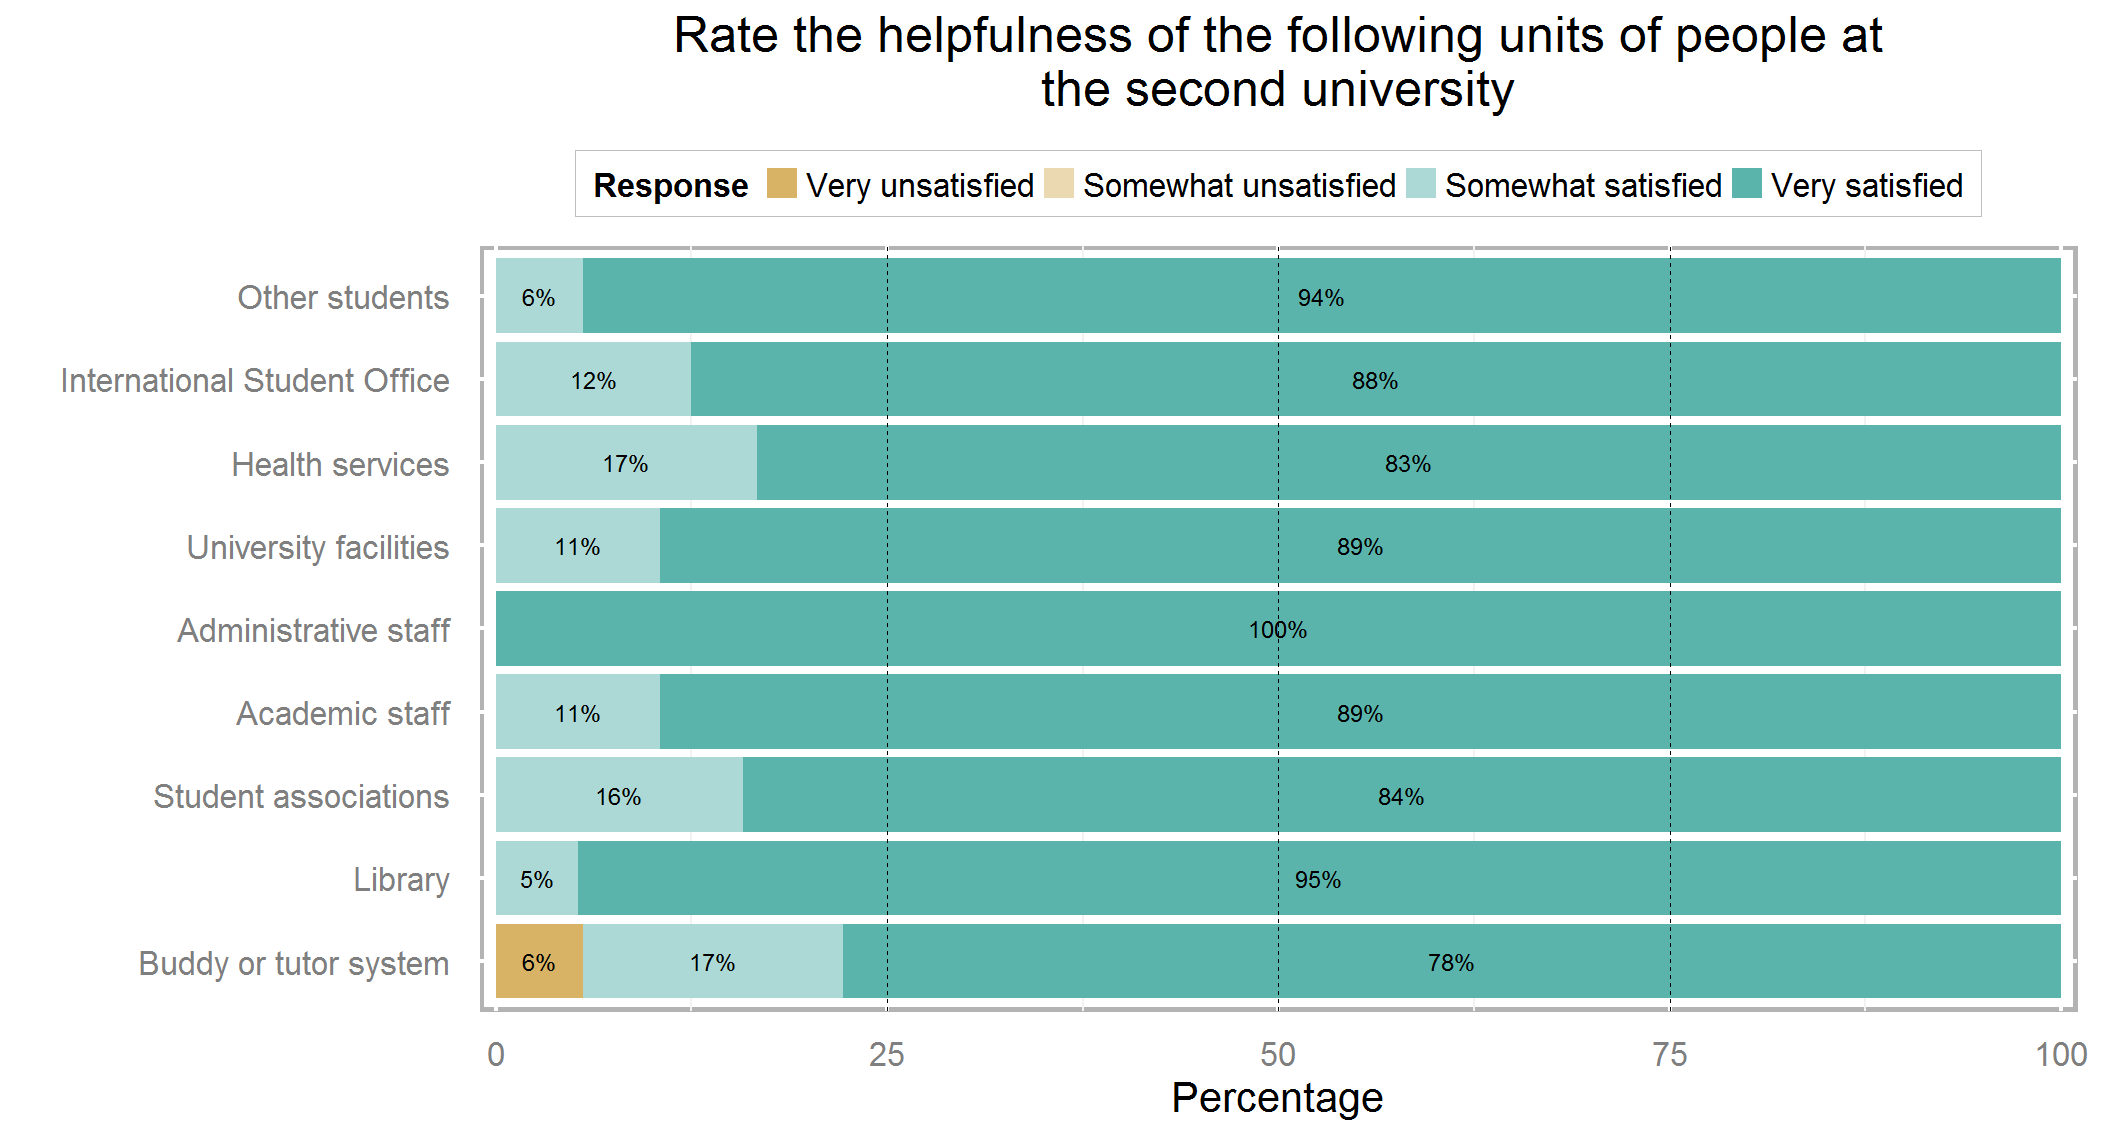 Rate the helpfulness of the following units of people at
the second university
Response Very unsatisfied Somewhat unsatisfied Somewhat satisfied Very satisfied
Other students 6% 94%
International Student Office 12% 88%
Health services 17% 83%
University facilities 11% 89%
Administrative staff 100%
Academic staff 11% 89%
Student associations 16% 84%
Library 5% 95%
Buddy or tutor system 6% 17% 78%
0 25 50 75 100
Percentage